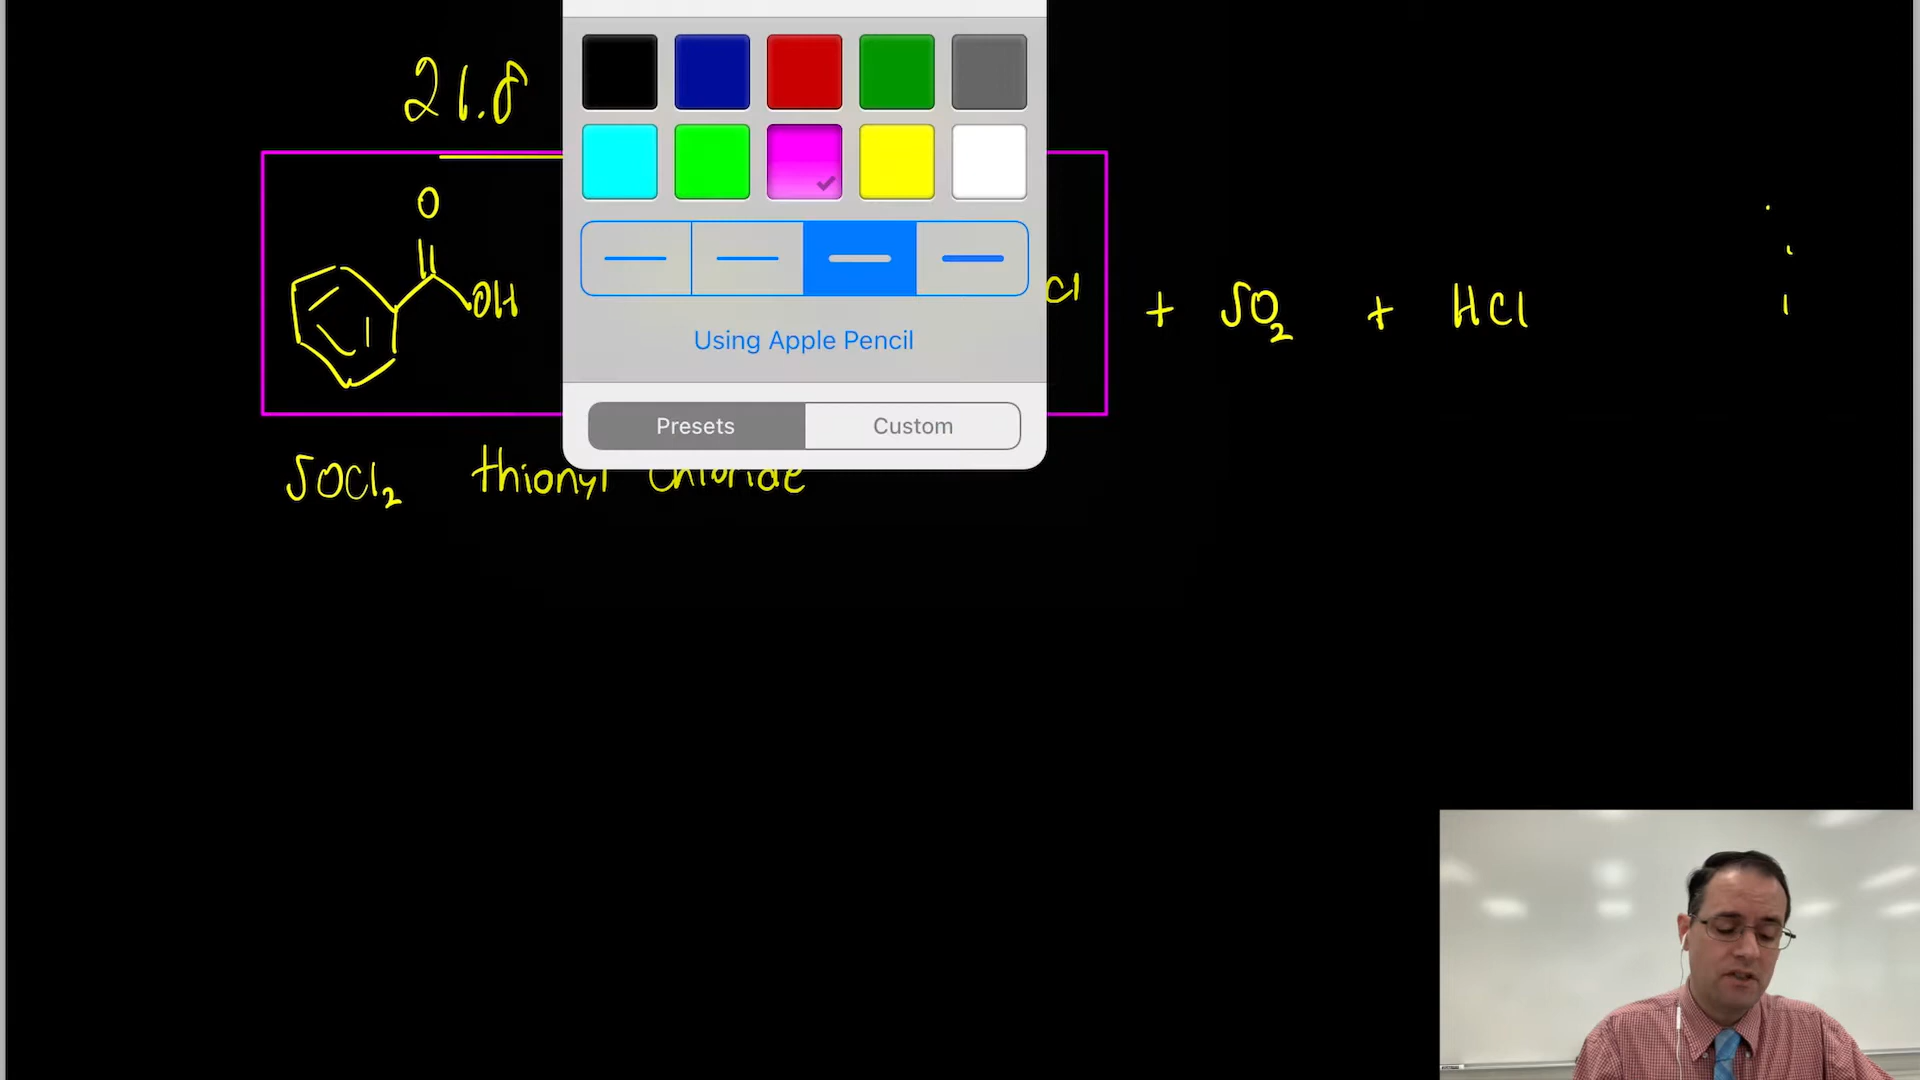 21.8
O
OH
Cl + SO2 + HCl
Using Apple Pencil
Presets Custom
SOCl2 thionyl chloride